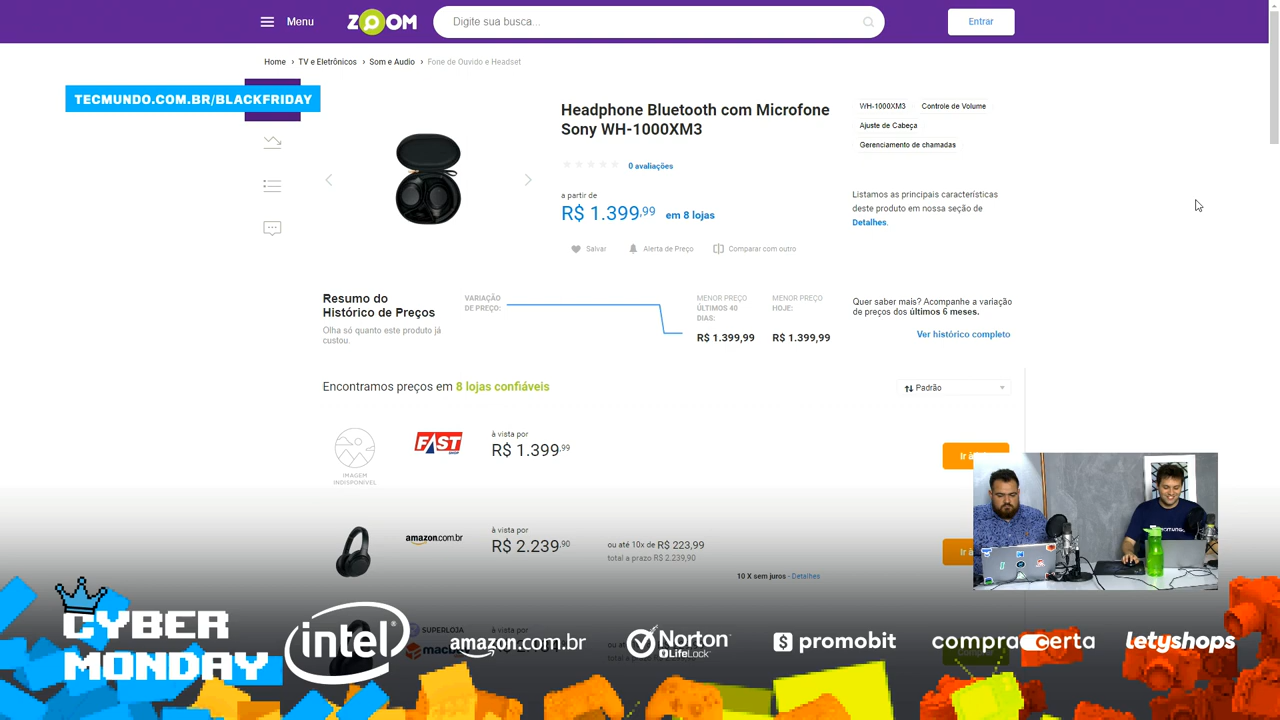 Menu
ZOOM
Digite sua busca...
Entrar
Home > TV e Eletrônicos > Som e Audio > Fone de Ouvido e Headset
TECMUNDO.COM.BR/BLACKFRIDAY
Headphone Bluetooth com Microfone
Sony WH-1000XM3
0 avaliações
a partir de
R$ 1.399,99 em 8 lojas
Salvar
Alerta de Preço
Comparar com outro
WH-1000XM3
Controle de Volume
Ajuste de Cabeça
Gerenciamento de chamadas
Listamos as principais características
deste produto em nossa seção de
Detalhes.
Resumo do
Histórico de Preços
Olha só quanto este produto já
custou.
VARIAÇÃO
DE PREÇO:
MENOR PREÇO
ÚLTIMOS 40
DIAS:
R$ 1.399,99
MENOR PREÇO
HOJE:
R$ 1.399,99
Quer saber mais? Acompanhe a variação
de preços dos últimos 6 meses.
Ver histórico completo
Encontramos preços em 8 lojas confiáveis
Padrão
IMAGEM
INDISPONÍVEL
FAST
SHOP
à vista por
R$ 1.399,99
Ir à
amazon.com.br
à vista por
R$ 2.239,90
ou até 10x de R$ 223,99
total a prazo R$ 2.239,90
10 X sem juros - Detalhes
Ir à
SUPERLOJA
à vista por
CYBER
MONDAY
intel®
amazon.com.br
Norton
LifeLock
promobit
compra certa
letyshops